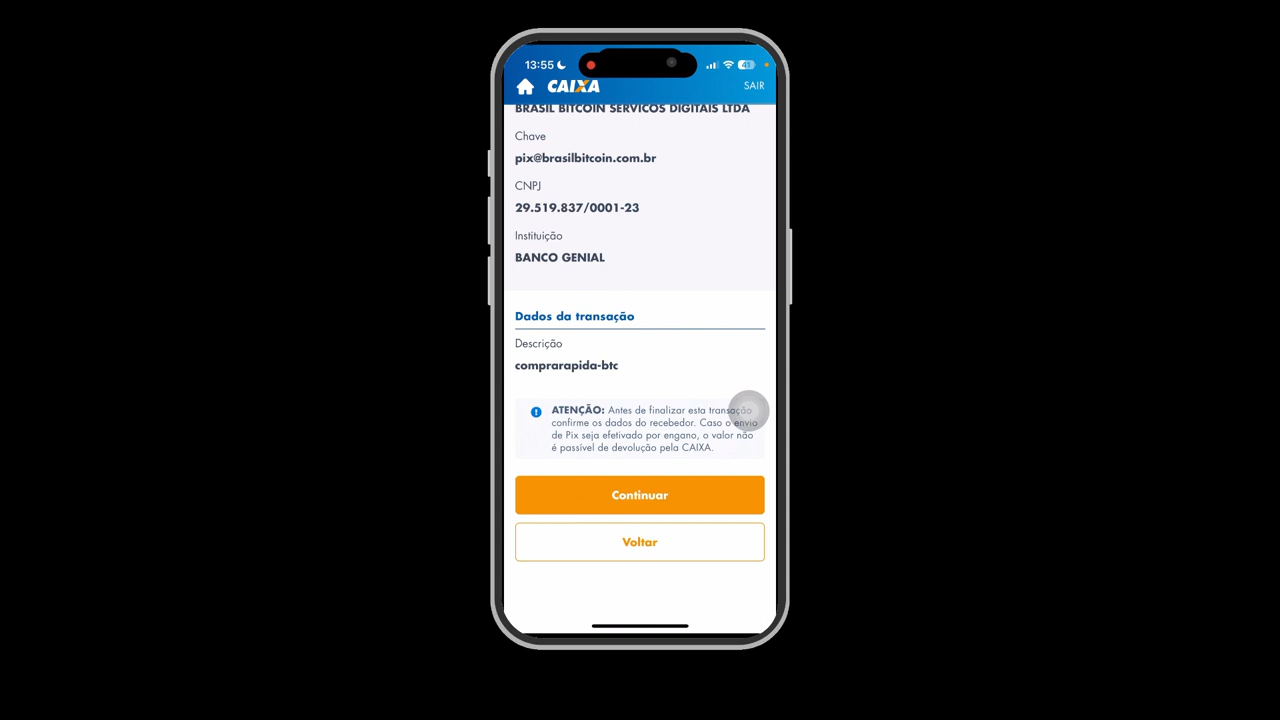 13:55
41
CAIXA
SAIR
BRASIL BITCOIN SERVICOS DIGITAIS LTDA
Chave
pix@brasilbitcoin.com.br
CNPJ
29.519.837/0001-23
Instituição
BANCO GENIAL
Dados da transação
Descrição
comprarapida-btc
ATENÇÃO: Antes de finalizar esta transação
confirme os dados do recebedor. Caso o envio
de Pix seja efetivado por engano, o valor não
é passível de devolução pela CAIXA.
Continuar
Voltar